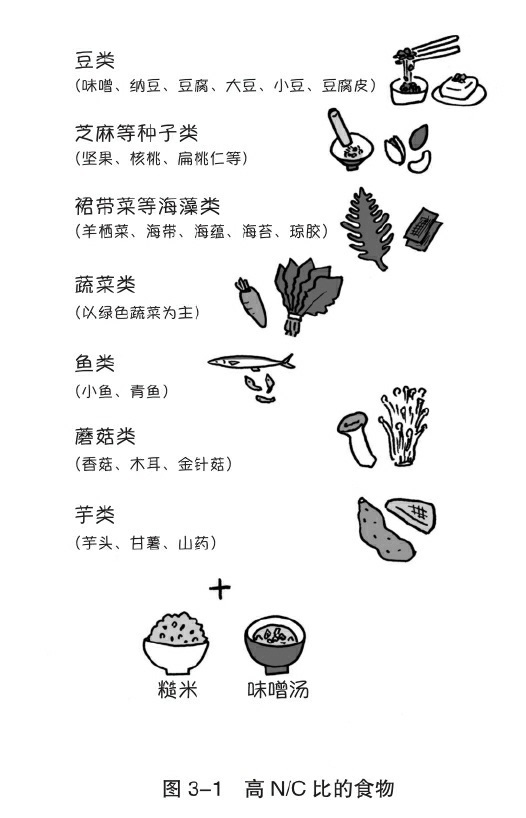 豆类
（味噌、纳豆、豆腐、大豆、小豆、豆腐皮）
芝麻等种子类
（坚果、核桃、扁桃仁等）
裙带菜等海藻类
（羊栖菜、海带、海蕴、海苔、琼胶）
蔬菜类
（以绿色蔬菜为主）
鱼类
（小鱼、青鱼）
蘑菇类
（香菇、木耳、金针菇）
芋类
（芋头、甘薯、山药）
+
糙米 味噌汤
图 3-1 高 N/C 比的食物